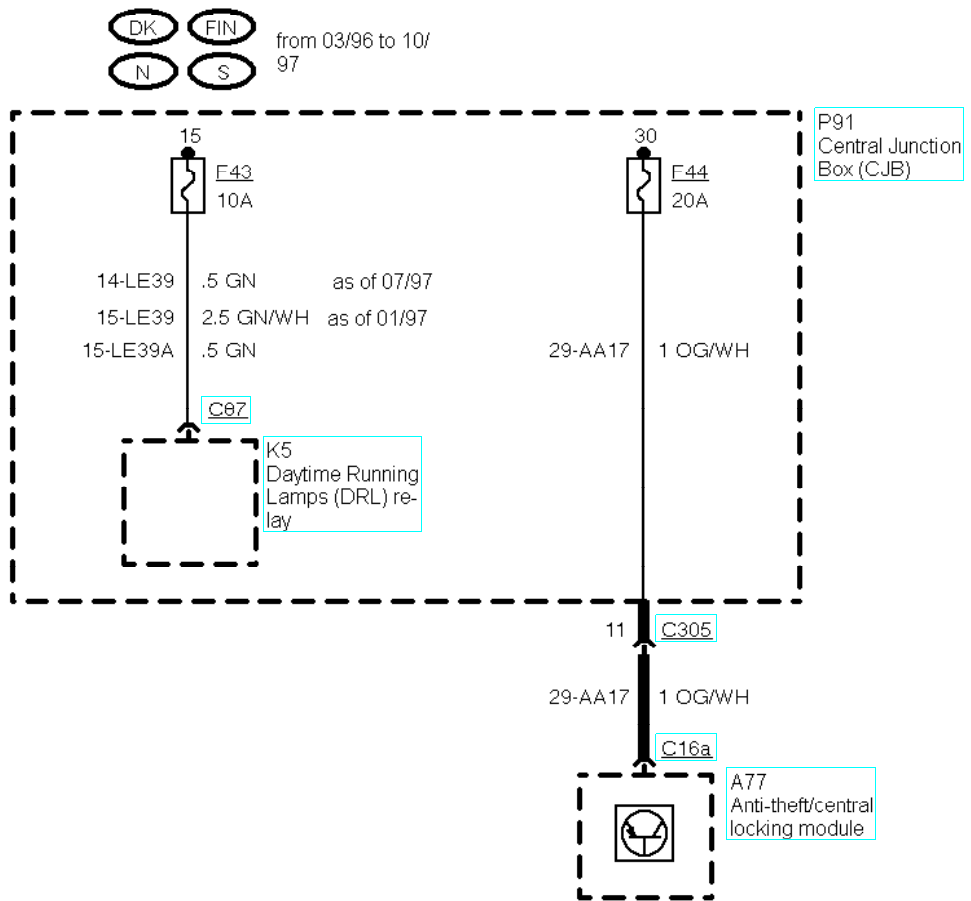 DK
FIN
from 03/96 to 10/
97
N
S
P91
Central Junction
Box (CJB)
15
30
F43
10A
F44
20A
14-LE39 .5 GN as of 07/97
15-LE39 2.5 GN/WH as of 01/97
15-LE39A .5 GN
29-AA17 1 OG/WH
C87
K5
Daytime Running
Lamps (DRL) re-
lay
11 C305
29-AA17 1 OG/WH
C16a
A77
Anti-theft/central
locking module